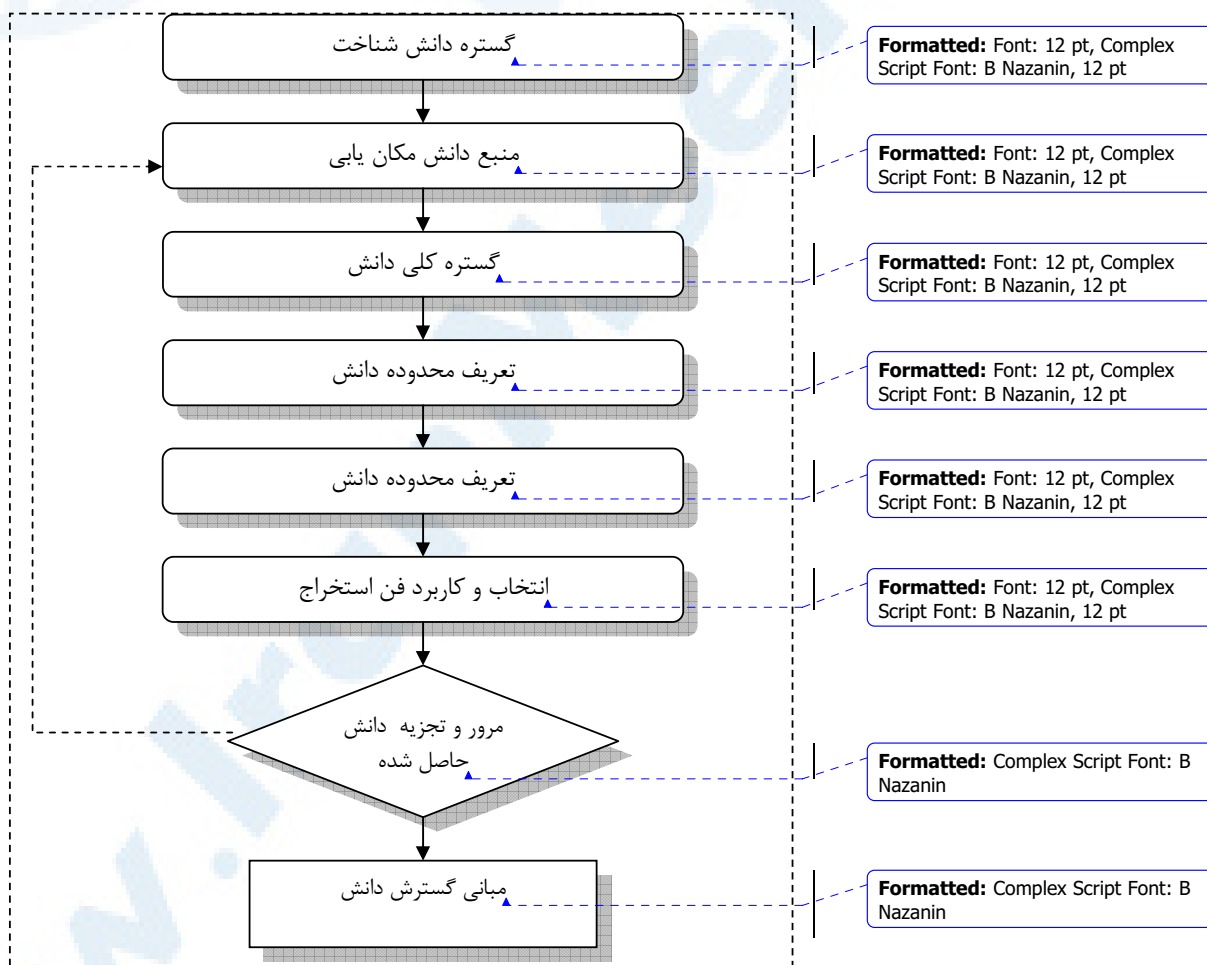 گستره دانش شناخت
Formatted: Font: 12 pt, Complex
Script Font: B Nazanin, 12 pt
منبع دانش مکان یابی
Formatted: Font: 12 pt, Complex
Script Font: B Nazanin, 12 pt
گستره کلی دانش
Formatted: Font: 12 pt, Complex
Script Font: B Nazanin, 12 pt
تعریف محدوده دانش
Formatted: Font: 12 pt, Complex
Script Font: B Nazanin, 12 pt
تعریف محدوده دانش
Formatted: Font: 12 pt, Complex
Script Font: B Nazanin, 12 pt
انتخاب و کاربرد فن استخراج
Formatted: Font: 12 pt, Complex
Script Font: B Nazanin, 12 pt
مرور و تجزیه دانش
حاصل شده
Formatted: Complex Script Font: B
Nazanin
مبانی گسترش دانش
Formatted: Complex Script Font: B
Nazanin